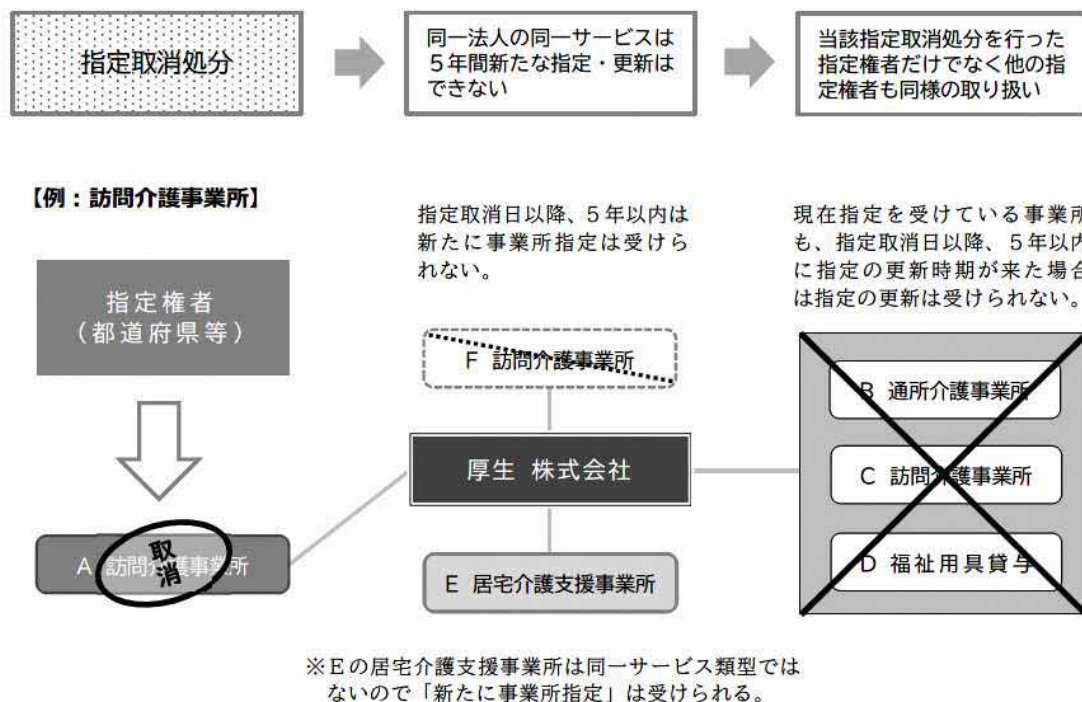 指定取消処分
同一法人の同一サービスは
５年間新たな指定・更新は
できない
当該指定取消処分を行った
指定権者だけでなく他の指
定権者も同様の取り扱い
【例：訪問介護事業所】
指定権者
（都道府県等）
A 訪問介護事業所
取消
指定取消日以降、５年以内は
新たに事業所指定は受けら
れない。
F 訪問介護事業所
厚生 株式会社
E 居宅介護支援事業所
現在指定を受けている事業所
も、指定取消日以降、５年以内
に指定の更新時期が来た場合
は指定の更新は受けられない。
B 通所介護事業所
C 訪問介護事業所
D 福祉用具貸与
※Ｅの居宅介護支援事業所は同一サービス類型では
ないので「新たに事業所指定」は受けられる。